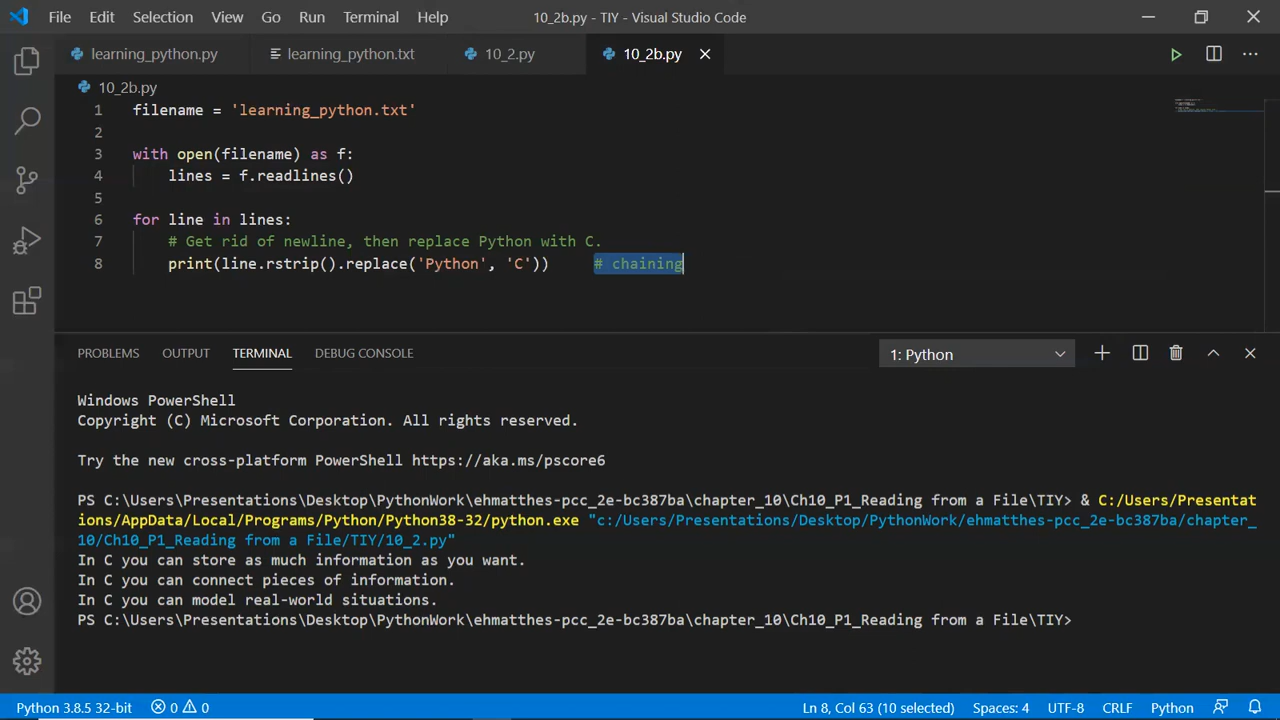 File Edit Selection View Go Run Terminal Help 10_2b.py - TIY - Visual Studio Code
learning_python.py learning_python.txt 10_2.py 10_2b.py
10_2b.py
1 filename = 'learning_python.txt'
2
3 with open(filename) as f:
4 lines = f.readlines()
5
6 for line in lines:
7 # Get rid of newline, then replace Python with C.
8 print(line.rstrip().replace('Python', 'C')) # chaining
PROBLEMS OUTPUT TERMINAL DEBUG CONSOLE 1: Python
Windows PowerShell
Copyright (C) Microsoft Corporation. All rights reserved.
Try the new cross-platform PowerShell https://aka.ms/pscore6
PS C:\Users\Presentations\Desktop\PythonWork\ehmatthes-pcc_2e-bc387ba\chapter_10\Ch10_P1_Reading from a File\TIY> & C:/Users/Presentat
ions/AppData/Local/Programs/Python/Python38-32/python.exe "c:/Users/Presentations/Desktop/PythonWork/ehmatthes-pcc_2e-bc387ba/chapter_
10/Ch10_P1_Reading from a File/TIY/10_2.py"
In C you can store as much information as you want.
In C you can connect pieces of information.
In C you can model real-world situations.
PS C:\Users\Presentations\Desktop\PythonWork\ehmatthes-pcc_2e-bc387ba\chapter_10\Ch10_P1_Reading from a File\TIY>
Python 3.8.5 32-bit 0 0 Ln 8, Col 63 (10 selected) Spaces: 4 UTF-8 CRLF Python